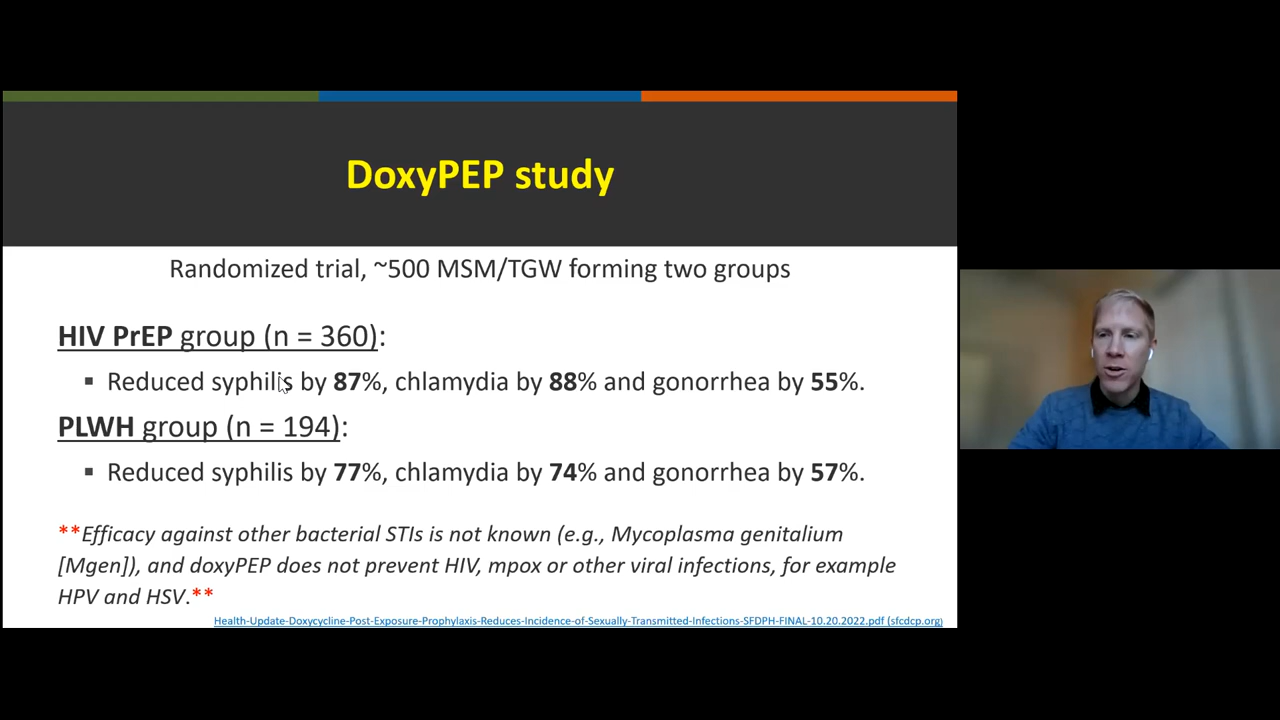 DoxyPEP study
Randomized trial, ~500 MSM/TGW forming two groups
HIV PrEP group (n = 360):
▪ Reduced syphilis by 87%, chlamydia by 88% and gonorrhea by 55%.
PLWH group (n = 194):
▪ Reduced syphilis by 77%, chlamydia by 74% and gonorrhea by 57%.
**Efficacy against other bacterial STIs is not known (e.g., Mycoplasma genitalium
[Mgen]), and doxyPEP does not prevent HIV, mpox or other viral infections, for example
HPV and HSV.**
Health-Update-Doxycycline-Post-Exposure-Prophylaxis-Reduces-Incidence-of-Sexually-Transmitted-Infections-SFDPH-FINAL-10.20.2022.pdf (sfcdcp.org)